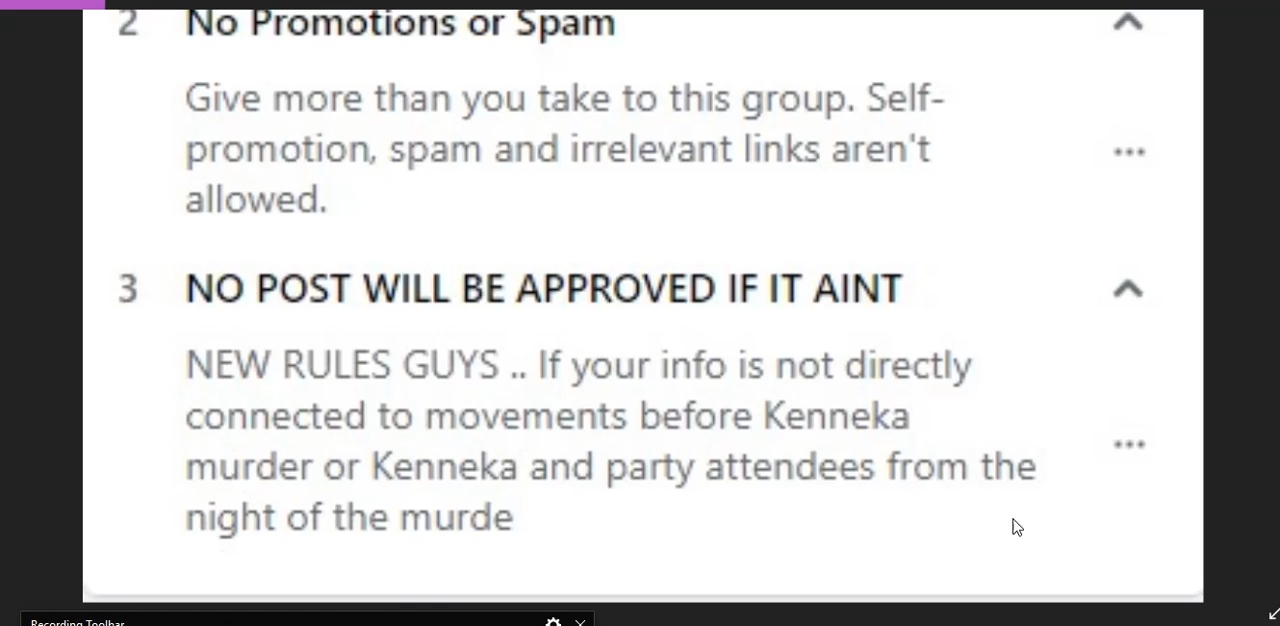 2 No Promotions or Spam
Give more than you take to this group. Self-
promotion, spam and irrelevant links aren't
allowed.
3 NO POST WILL BE APPROVED IF IT AINT
NEW RULES GUYS .. If your info is not directly
connected to movements before Kenneka
murder or Kenneka and party attendees from the
night of the murde
Recording Toolbar